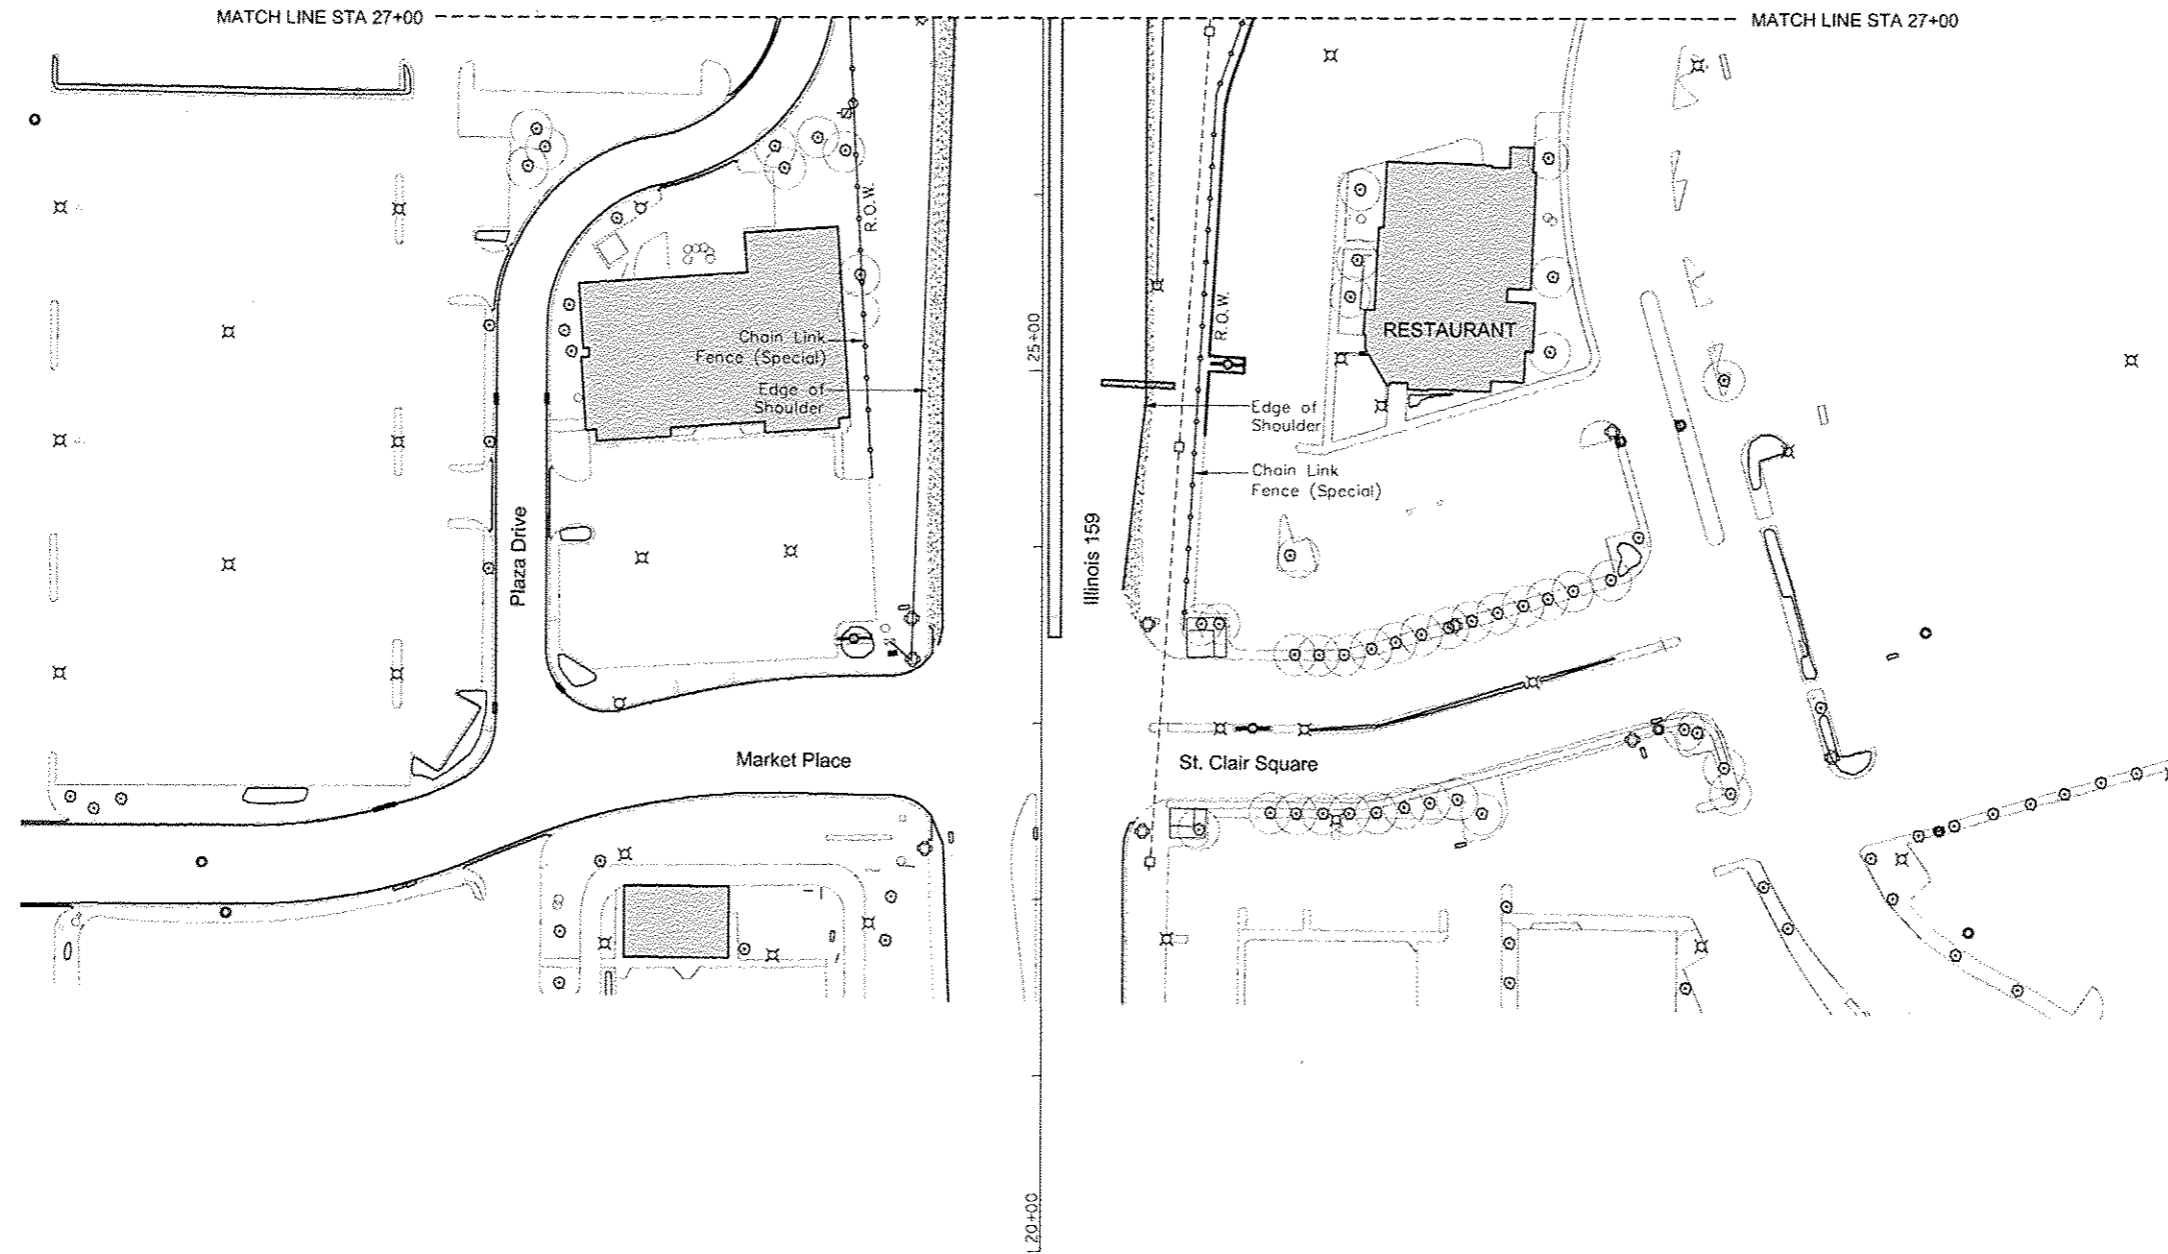 MATCH LINE STA 27+00
MATCH LINE STA 27+00
R.O.W.
R.O.W.
25+00
RESTAURANT
Chain Link
Fence (Special)
Edge of
Shoulder
Edge of
Shoulder
Chain Link
Fence (Special)
Plaza Drive
Illinois 159
Market Place
St. Clair Square
20+00